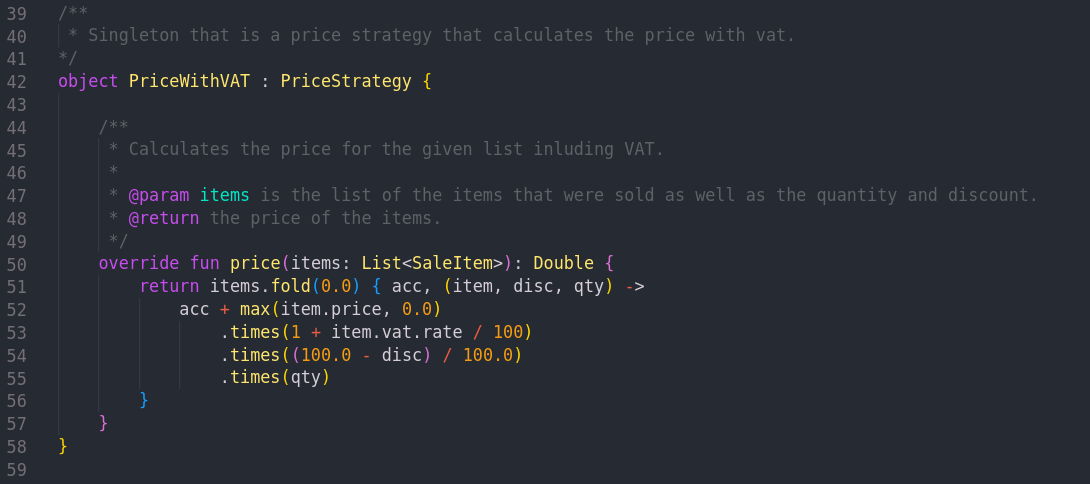 39 /**
40  * Singleton that is a price strategy that calculates the price with vat.
41 */
42 object PriceWithVAT : PriceStrategy {
43
44     /**
45      * Calculates the price for the given list inluding VAT.
46      *
47      * @param items is the list of the items that were sold as well as the quantity and discount.
48      * @return the price of the items.
49      */
50     override fun price(items: List<SaleItem>): Double {
51         return items.fold(0.0) { acc, (item, disc, qty) ->
52             acc + max(item.price, 0.0)
53                 .times(1 + item.vat.rate / 100)
54                 .times((100.0 - disc) / 100.0)
55                 .times(qty)
56         }
57     }
58 }
59